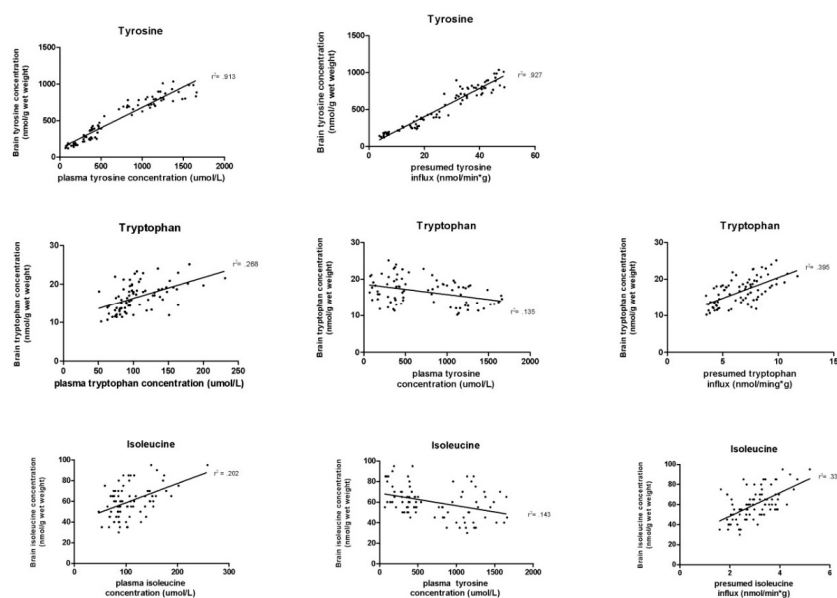 Tyrosine
Brain tyrosine concentration
(nmol/g wet weight)
1500
1000
500
0
r²= .913
0 500 1000 1500 2000
plasma tyrosine concentration (umol/L)
Brain tyrosine concentration
(nmol/g wet weight)
1500
1000
500
0
r²= .927
0 20 40 60
presumed tyrosine
influx (nmol/min*g)
Tryptophan
Brain tryptophan concentration
(nmol/g wet weight)
30
20
10
0
r²= .268
0 50 100 150 200 250
plasma tryptophan concentration (umol/L)
Tryptophan
Brain tryptophan concentration
(nmol/g wet weight)
30
20
10
0
r²= .135
0 500 1000 1500 2000
plasma tyrosine
concentration (umol/L)
Tryptophan
Brain tryptophan concentration
(nmol/g wet weight)
30
20
10
0
r²= .395
0 5 10 15
presumed tryptophan
influx (nmol/ming*g)
Isoleucine
Brain isoleucine concentration
(nmol/g wet weight)
100
80
60
40
20
0
r² = .202
0 100 200 300
plasma isoleucine
concentration (umol/L)
Isoleucine
Brain isoleucine concentration
(nmol/g wet weight)
100
80
60
40
20
0
r²= .143
0 500 1000 1500 2000
plasma tyrosine
concentration (umol/L)
Isoleucine
Brain isoleucine concentration
(nmol/g wet weight)
100
80
60
40
20
0
r²= .33
0 2 4 6
presumed isoleucine
influx (nmol/min*g)